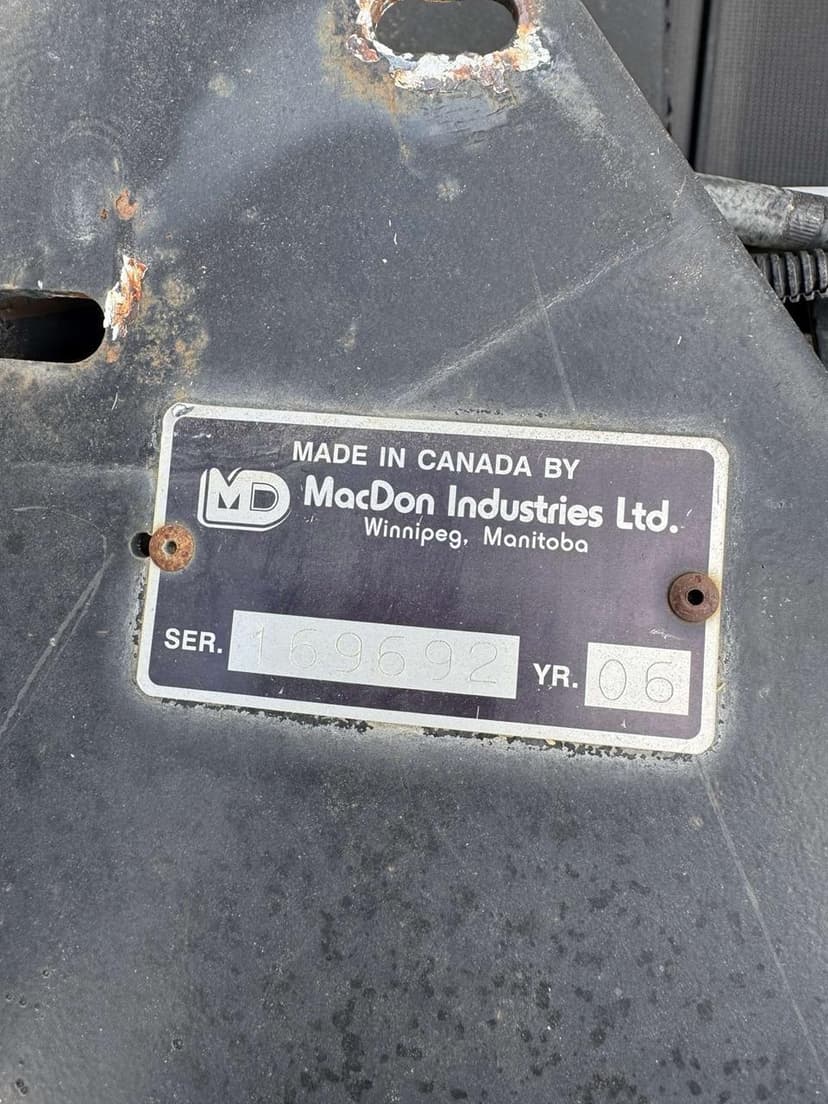 MADE IN CANADA BY
MD MacDon Industries Ltd.
Winnipeg, Manitoba
SER. 169692 YR. 06